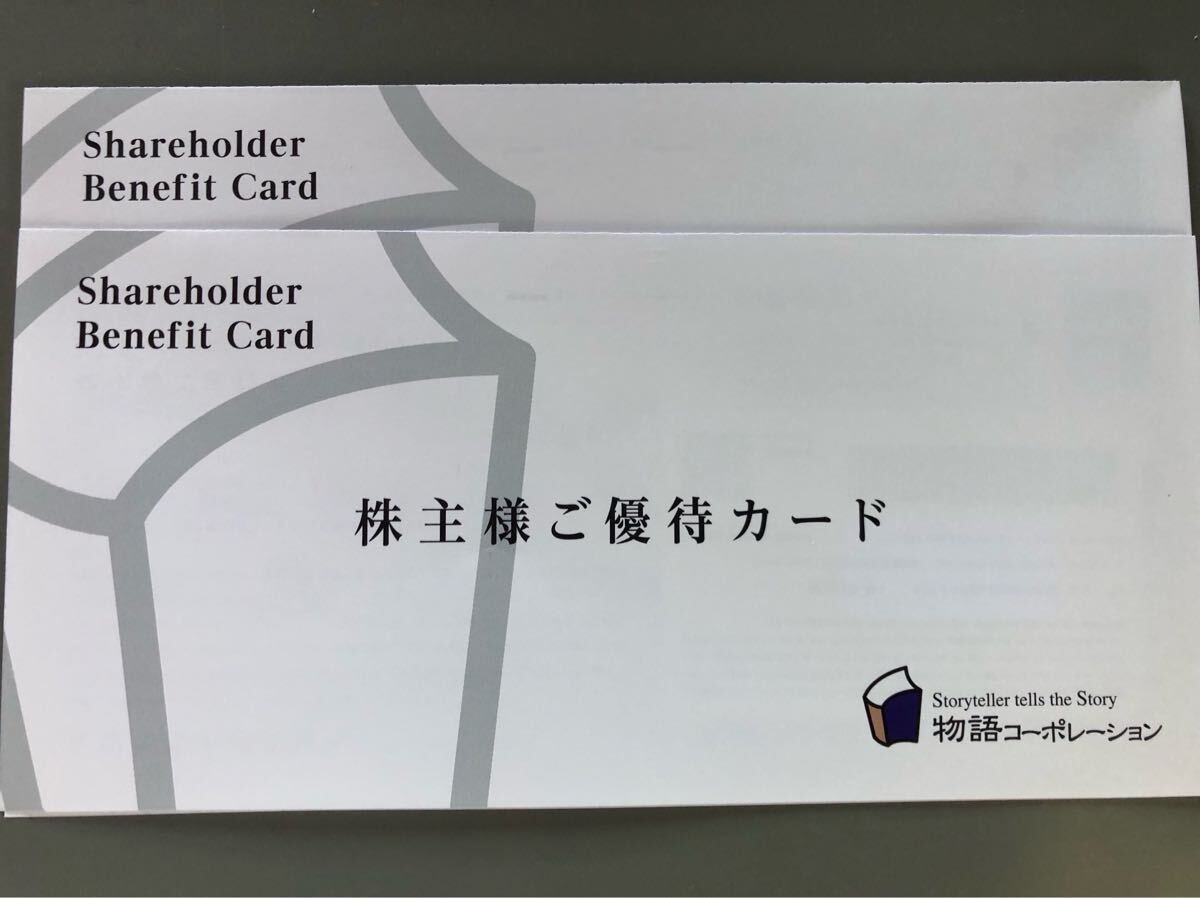 Shareholder
Benefit Card
Shareholder
Benefit Card
株主様ご優待カード
Storyteller tells the Story
物語コーポレーション